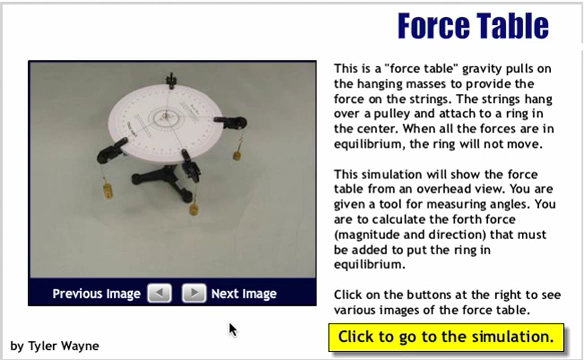 Force Table
This is a "force table" gravity pulls on
the hanging masses to provide the
force on the strings. The strings hang
over a pulley and attach to a ring in
the center. When all the forces are in
equilibrium, the ring will not move.
This simulation will show the force
table from an overhead view. You are
given a tool for measuring angles. You
are to calculate the forth force
(magnitude and direction) that must
be added to put the ring in
equilibrium.
Click on the buttons at the right to see
various images of the force table.
Previous Image
Next Image
Click to go to the simulation.
by Tyler Wayne